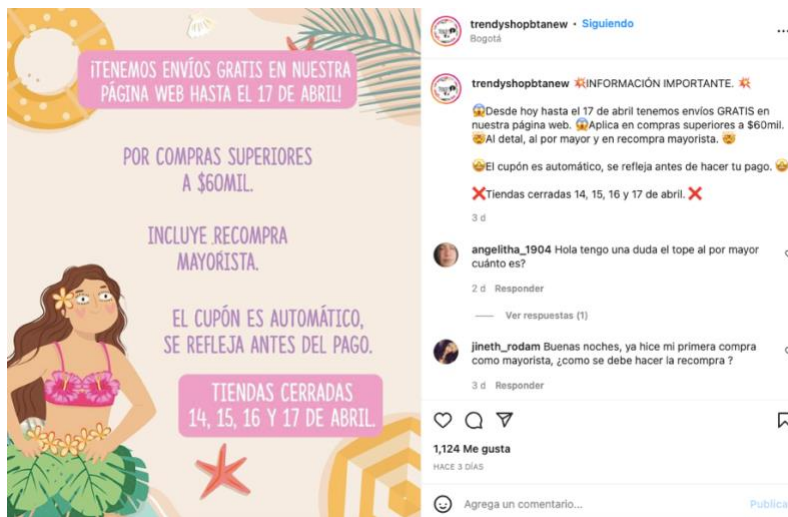 ¡TENEMOS ENVÍOS GRATIS EN NUESTRA
PÁGINA WEB HASTA EL 17 DE ABRIL!
POR COMPRAS SUPERIORES
A $60MIL.
INCLUYE RECOMPRA
MAYORISTA.
EL CUPÓN ES AUTOMÁTICO,
SE REFLEJA ANTES DEL PAGO.
TIENDAS CERRADAS
14, 15, 16 Y 17 DE ABRIL.
trendyshopbtanew • Siguiendo
Bogotá
trendyshopbtanew 💥INFORMACIÓN IMPORTANTE. 💥
😱Desde hoy hasta el 17 de abril tenemos envíos GRATIS en
nuestra página web. 😱Aplica en compras superiores a $60mil.
🤯Al detal, al por mayor y en recompra mayorista. 🤯
🤩El cupón es automático, se refleja antes de hacer tu pago. 🤩
❌Tiendas cerradas 14, 15, 16 y 17 de abril. ❌
3 d
angelitha_1904 Hola tengo una duda el tope al por mayor
cuánto es?
2 d Responder
Ver respuestas (1)
jineth_rodam Buenas noches, ya hice mi primera compra
como mayorista, ¿como se debe hacer la recompra ?
3 d Responder
1,124 Me gusta
HACE 3 DÍAS
Agrega un comentario... Publica